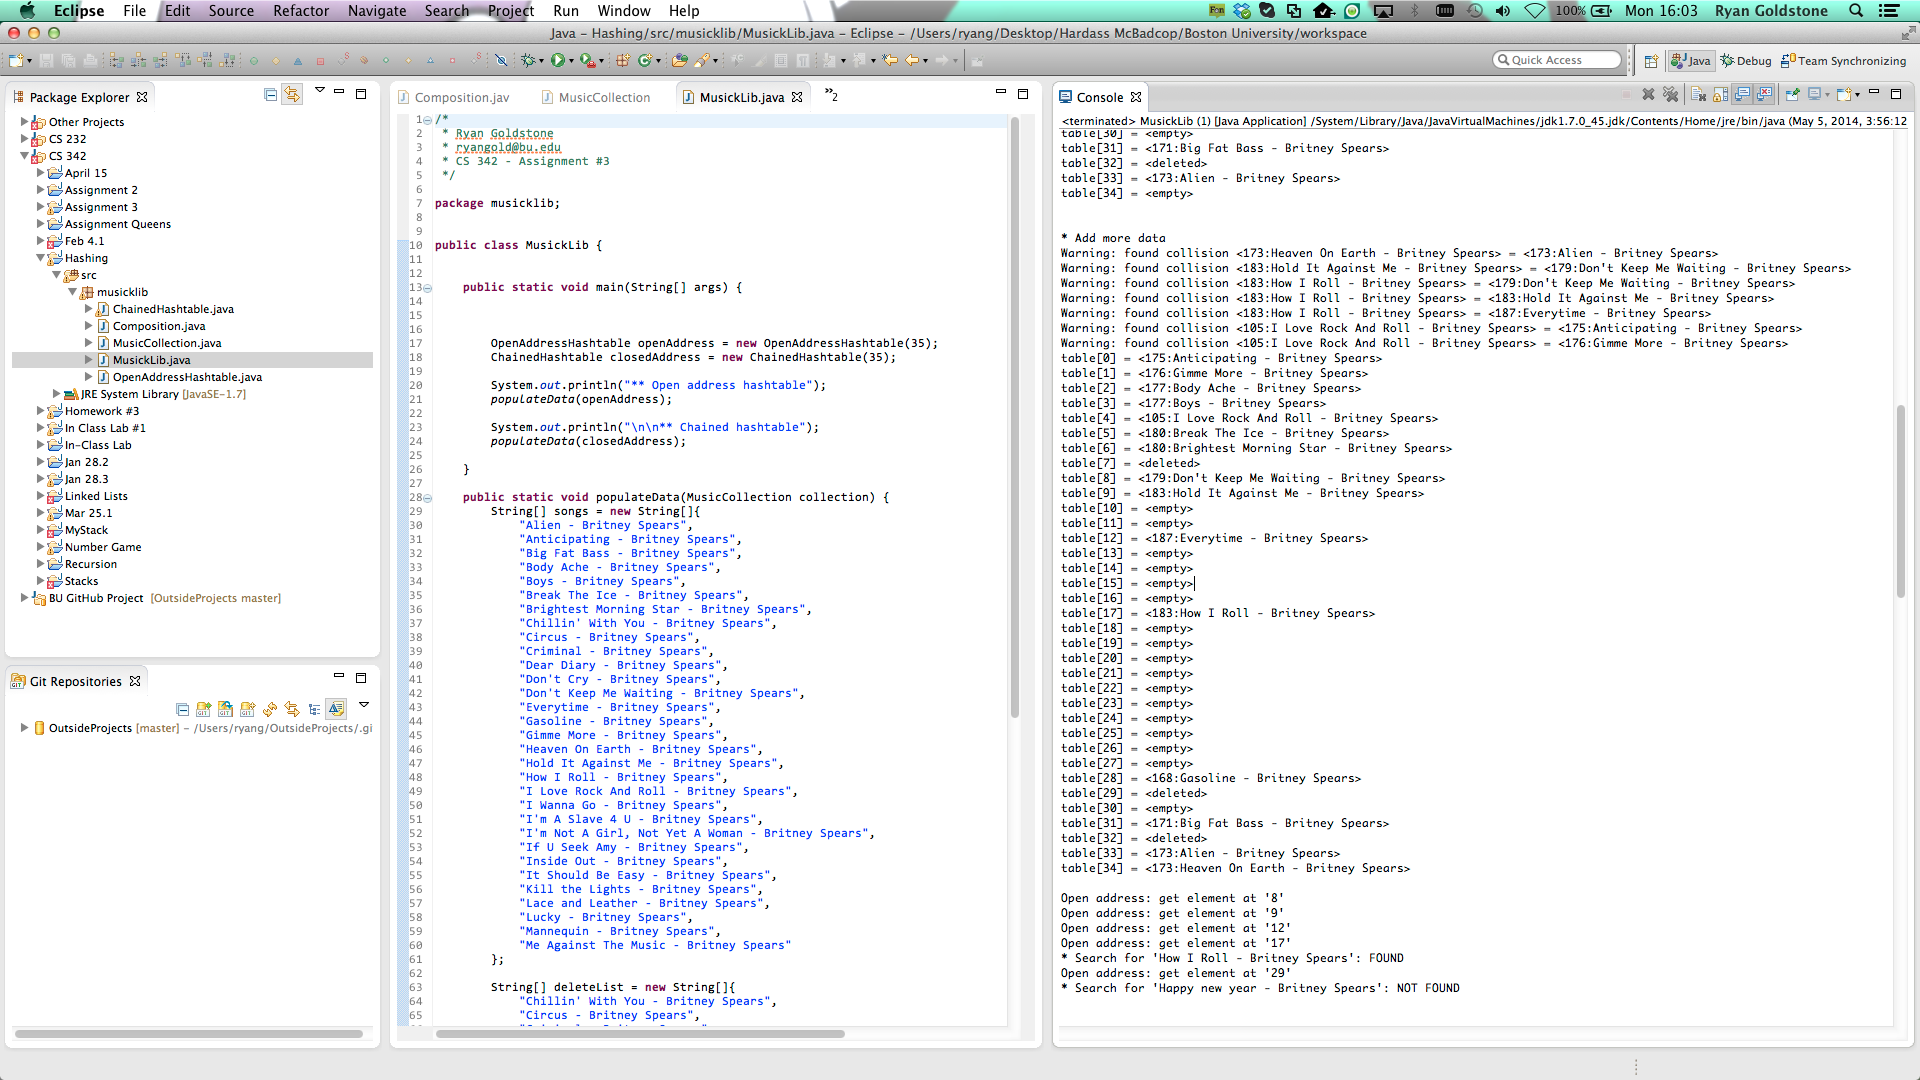 Eclipse File Edit Source Refactor Navigate Search Project Run Window Help
100% Mon 16:03 Ryan Goldstone
Java - Hashing/src/musicklib/MusickLib.java - Eclipse - /Users/ryang/Desktop/Hardass McBadcop/Boston University/workspace
Quick Access Java Debug Team Synchronizing
Package Explorer
Other Projects
CS 232
CS 342
April 15
Assignment 2
Assignment 3
Assignment Queens
Feb 4.1
Hashing
src
musicklib
ChainedHashtable.java
Composition.java
MusicCollection.java
MusickLib.java
OpenAddressHashtable.java
JRE System Library [JavaSE-1.7]
Homework #3
In Class Lab #1
In-Class Lab
Jan 28.2
Jan 28.3
Linked Lists
Mar 25.1
MyStack
Number Game
Recursion
Stacks
BU GitHub Project [OutsideProjects master]
Git Repositories
OutsideProjects [master] - /Users/ryang/OutsideProjects/.gi
Composition.jav MusicCollection MusickLib.java »2
1 /*
2 * Ryan Goldstone
3 * ryangold@bu.edu
4 * CS 342 - Assignment #3
5 */
6
7 package musicklib;
8
9
10 public class MusickLib {
11
12
13 public static void main(String[] args) {
14
15
16
17 OpenAddressHashtable openAddress = new OpenAddressHashtable(35);
18 ChainedHashtable closedAddress = new ChainedHashtable(35);
19
20 System.out.println("** Open address hashtable");
21 populateData(openAddress);
22
23 System.out.println("\n\n** Chained hashtable");
24 populateData(closedAddress);
25
26 }
27
28 public static void populateData(MusicCollection collection) {
29 String[] songs = new String[]{
30 "Alien - Britney Spears",
31 "Anticipating - Britney Spears",
32 "Big Fat Bass - Britney Spears",
33 "Body Ache - Britney Spears",
34 "Boys - Britney Spears",
35 "Break The Ice - Britney Spears",
36 "Brightest Morning Star - Britney Spears",
37 "Chillin' With You - Britney Spears",
38 "Circus - Britney Spears",
39 "Criminal - Britney Spears",
40 "Dear Diary - Britney Spears",
41 "Don't Cry - Britney Spears",
42 "Don't Keep Me Waiting - Britney Spears",
43 "Everytime - Britney Spears",
44 "Gasoline - Britney Spears",
45 "Gimme More - Britney Spears",
46 "Heaven On Earth - Britney Spears",
47 "Hold It Against Me - Britney Spears",
48 "How I Roll - Britney Spears",
49 "I Love Rock And Roll - Britney Spears",
50 "I Wanna Go - Britney Spears",
51 "I'm A Slave 4 U - Britney Spears",
52 "I'm Not A Girl, Not Yet A Woman - Britney Spears",
53 "If U Seek Amy - Britney Spears",
54 "Inside Out - Britney Spears",
55 "It Should Be Easy - Britney Spears",
56 "Kill the Lights - Britney Spears",
57 "Lace and Leather - Britney Spears",
58 "Lucky - Britney Spears",
59 "Mannequin - Britney Spears",
60 "Me Against The Music - Britney Spears"
61 };
62
63 String[] deleteList = new String[]{
64 "Chillin' With You - Britney Spears",
65 "Circus - Britney Spears",
Console
<terminated> MusickLib (1) [Java Application] /System/Library/Java/JavaVirtualMachines/jdk1.7.0_45.jdk/Contents/Home/jre/bin/java (May 5, 2014, 3:56:12
table[30] = <empty>
table[31] = <171:Big Fat Bass - Britney Spears>
table[32] = <deleted>
table[33] = <173:Alien - Britney Spears>
table[34] = <empty>
* Add more data
Warning: found collision <173:Heaven On Earth - Britney Spears> = <173:Alien - Britney Spears>
Warning: found collision <183:Hold It Against Me - Britney Spears> = <179:Don't Keep Me Waiting - Britney Spears>
Warning: found collision <183:How I Roll - Britney Spears> = <179:Don't Keep Me Waiting - Britney Spears>
Warning: found collision <183:How I Roll - Britney Spears> = <183:Hold It Against Me - Britney Spears>
Warning: found collision <183:How I Roll - Britney Spears> = <187:Everytime - Britney Spears>
Warning: found collision <105:I Love Rock And Roll - Britney Spears> = <175:Anticipating - Britney Spears>
Warning: found collision <105:I Love Rock And Roll - Britney Spears> = <176:Gimme More - Britney Spears>
table[0] = <175:Anticipating - Britney Spears>
table[1] = <176:Gimme More - Britney Spears>
table[2] = <177:Body Ache - Britney Spears>
table[3] = <177:Boys - Britney Spears>
table[4] = <105:I Love Rock And Roll - Britney Spears>
table[5] = <180:Break The Ice - Britney Spears>
table[6] = <180:Brightest Morning Star - Britney Spears>
table[7] = <deleted>
table[8] = <179:Don't Keep Me Waiting - Britney Spears>
table[9] = <183:Hold It Against Me - Britney Spears>
table[10] = <empty>
table[11] = <empty>
table[12] = <187:Everytime - Britney Spears>
table[13] = <empty>
table[14] = <empty>
table[15] = <empty>
table[16] = <empty>
table[17] = <183:How I Roll - Britney Spears>
table[18] = <empty>
table[19] = <empty>
table[20] = <empty>
table[21] = <empty>
table[22] = <empty>
table[23] = <empty>
table[24] = <empty>
table[25] = <empty>
table[26] = <empty>
table[27] = <empty>
table[28] = <168:Gasoline - Britney Spears>
table[29] = <deleted>
table[30] = <empty>
table[31] = <171:Big Fat Bass - Britney Spears>
table[32] = <deleted>
table[33] = <173:Alien - Britney Spears>
table[34] = <173:Heaven On Earth - Britney Spears>
Open address: get element at '8'
Open address: get element at '9'
Open address: get element at '12'
Open address: get element at '17'
* Search for 'How I Roll - Britney Spears': FOUND
Open address: get element at '29'
* Search for 'Happy new year - Britney Spears': NOT FOUND